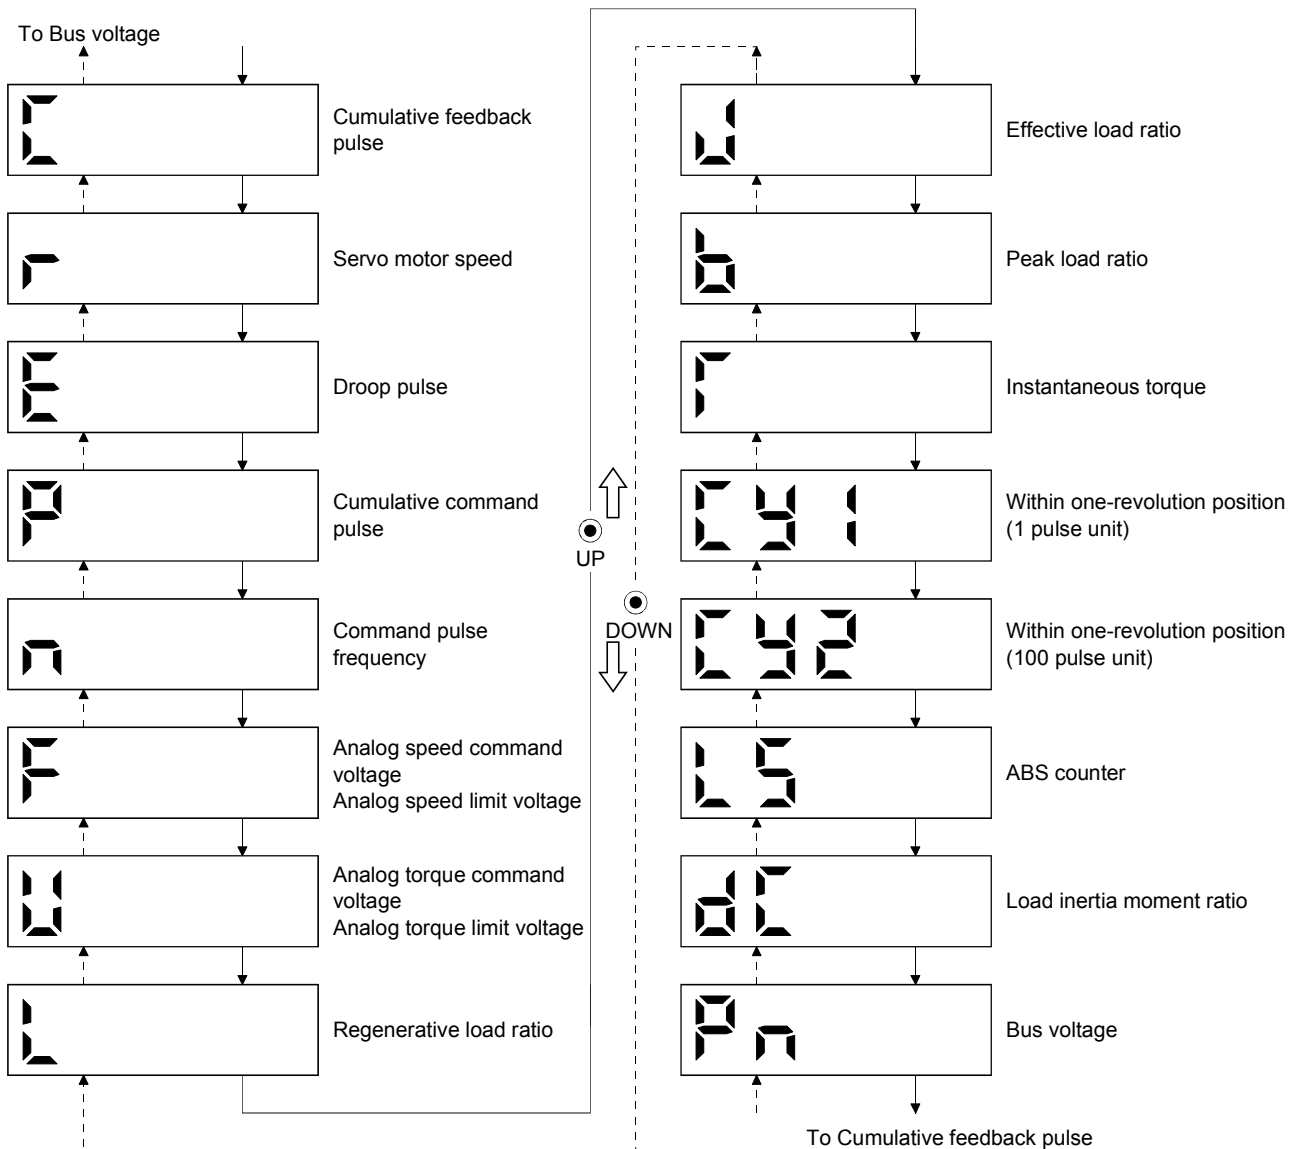 To Bus voltage
C
Cumulative feedback
pulse
r
Servo motor speed
E
Droop pulse
P
Cumulative command
pulse
n
Command pulse
frequency
F
Analog speed command
voltage
Analog speed limit voltage
U
Analog torque command
voltage
Analog torque limit voltage
L
Regenerative load ratio
UP
DOWN
J
Effective load ratio
b
Peak load ratio
T
Instantaneous torque
Cy1
Within one-revolution position
(1 pulse unit)
Cy2
Within one-revolution position
(100 pulse unit)
LS
ABS counter
dC
Load inertia moment ratio
Pn
Bus voltage
To Cumulative feedback pulse